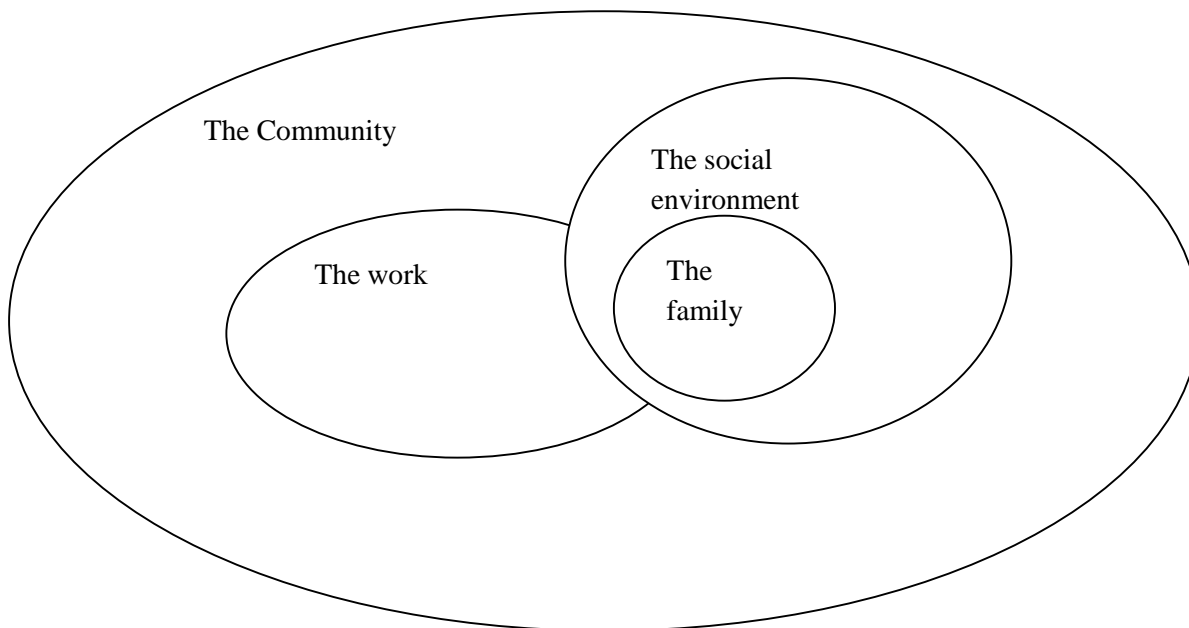 The Community
The social
environment
The work
The
family